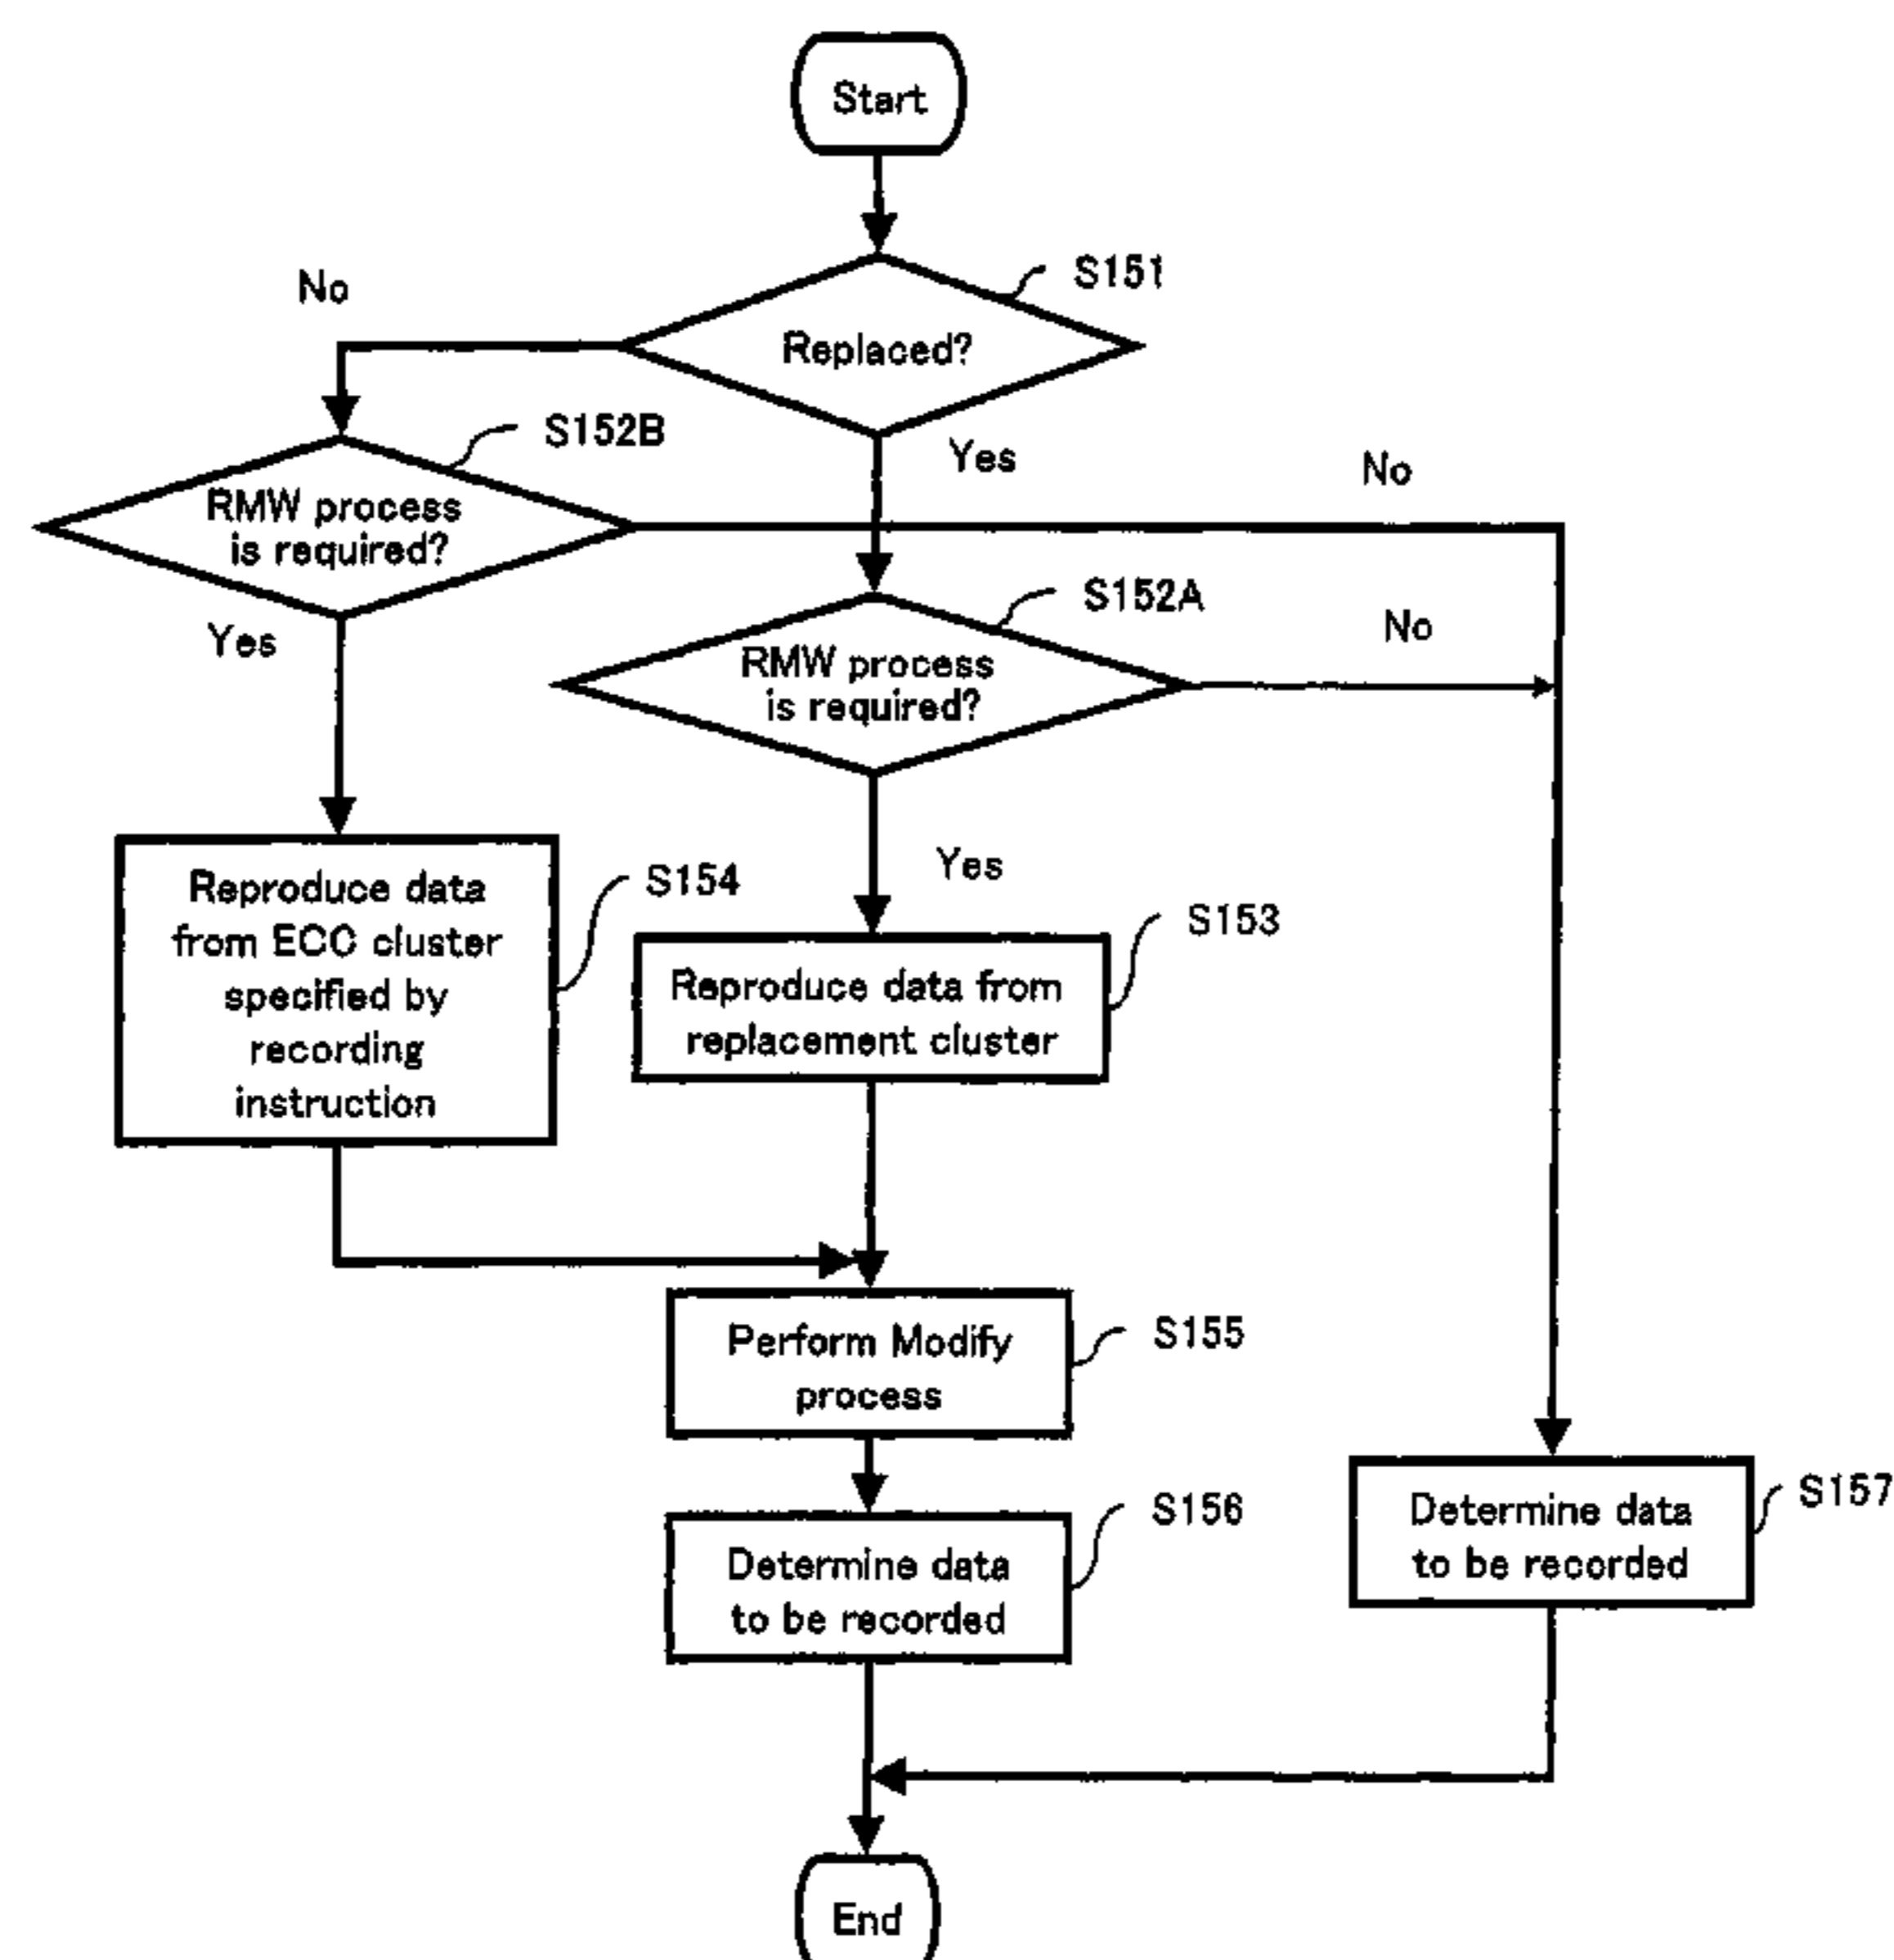 Start
S151
No
Replaced?
S152B
Yes
No
RMW process
is required?
S152A
Yes
No
RMW process
is required?
Yes
S154
Reproduce data
from ECC cluster
specified by
recording
instruction
S153
Reproduce data from
replacement cluster
S155
Perform Modify
process
S156
Determine data
to be recorded
S157
Determine data
to be recorded
End